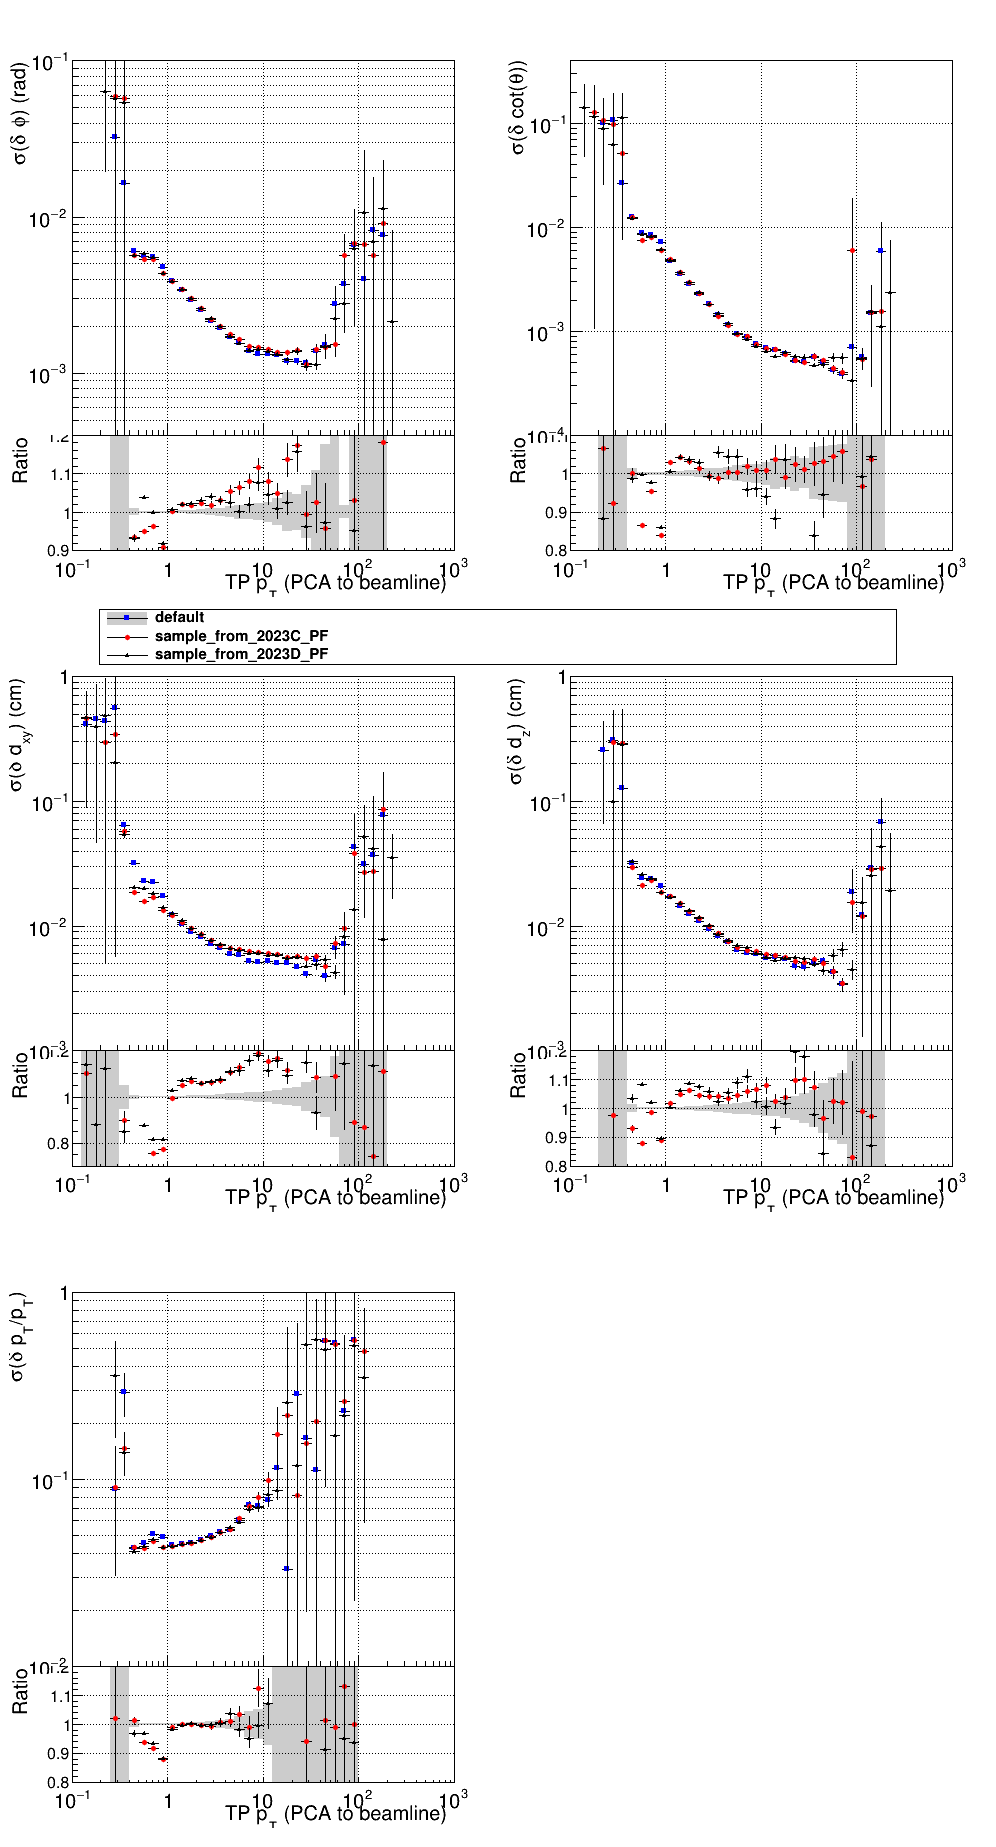 σ(δ φ) (rad)
10⁻¹
10⁻²
10⁻³
Ratio
1.2
1.1
1
0.9
10⁻¹ 1 10 10² 10³
TP p_T (PCA to beamline)
σ(δ cot(θ))
10⁻¹
10⁻²
10⁻³
10⁻⁴
Ratio
1.1
1
0.9
0.8
10⁻¹ 1 10 10² 10³
TP p_T (PCA to beamline)
default
sample_from_2023C_PF
sample_from_2023D_PF
σ(δ d_xy) (cm)
1
10⁻¹
10⁻²
10⁻³
Ratio
1.2
1
0.8
10⁻¹ 1 10 10² 10³
TP p_T (PCA to beamline)
σ(δ d_z) (cm)
1
10⁻¹
10⁻²
10⁻³
Ratio
1.2
1.1
1
0.9
0.8
10⁻¹ 1 10 10² 10³
TP p_T (PCA to beamline)
σ(δ p_T/p_T)
1
10⁻¹
10⁻²
Ratio
1.2
1.1
1
0.9
0.8
10⁻¹ 1 10 10² 10³
TP p_T (PCA to beamline)